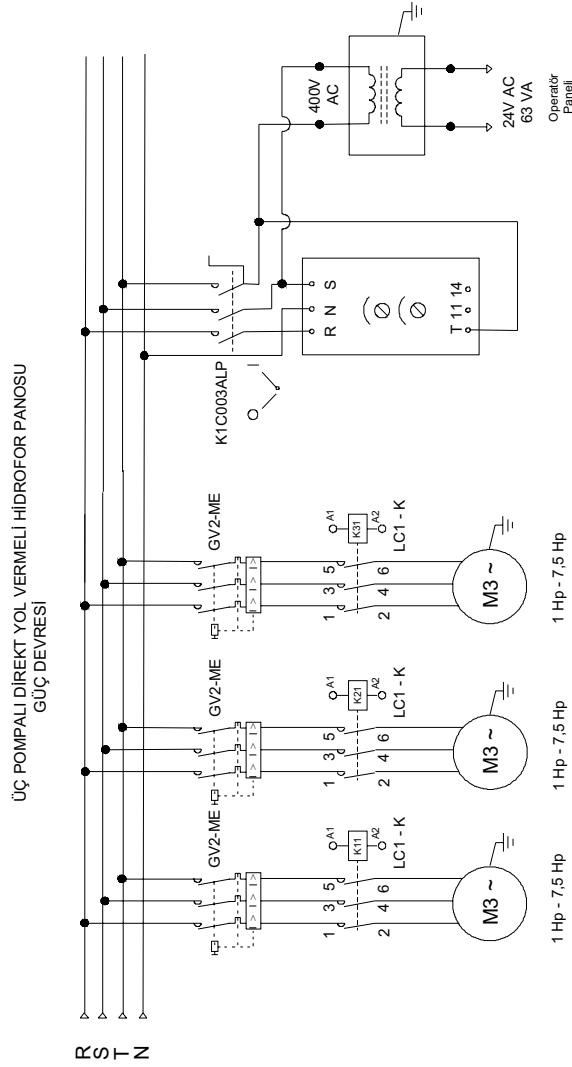 ÜÇ POMPALI DİREKT YOL VERMELİ HİDROFOR PANOSU
GÜÇ DEVRESİ
R
S
T
N
GV2-ME
I> I> I>
1 3 5
2 4 6
A1
K11
A2
LC1 - K
M3 ~
1 Hp - 7,5 Hp
GV2-ME
I> I> I>
1 3 5
2 4 6
A1
K21
A2
LC1 - K
M3 ~
1 Hp - 7,5 Hp
GV2-ME
I> I> I>
1 3 5
2 4 6
A1
K31
A2
LC1 - K
M3 ~
1 Hp - 7,5 Hp
K1C003ALP
O I
R N S
T 11 14
400V
AC
24V AC
63 VA
Operatör
Paneli